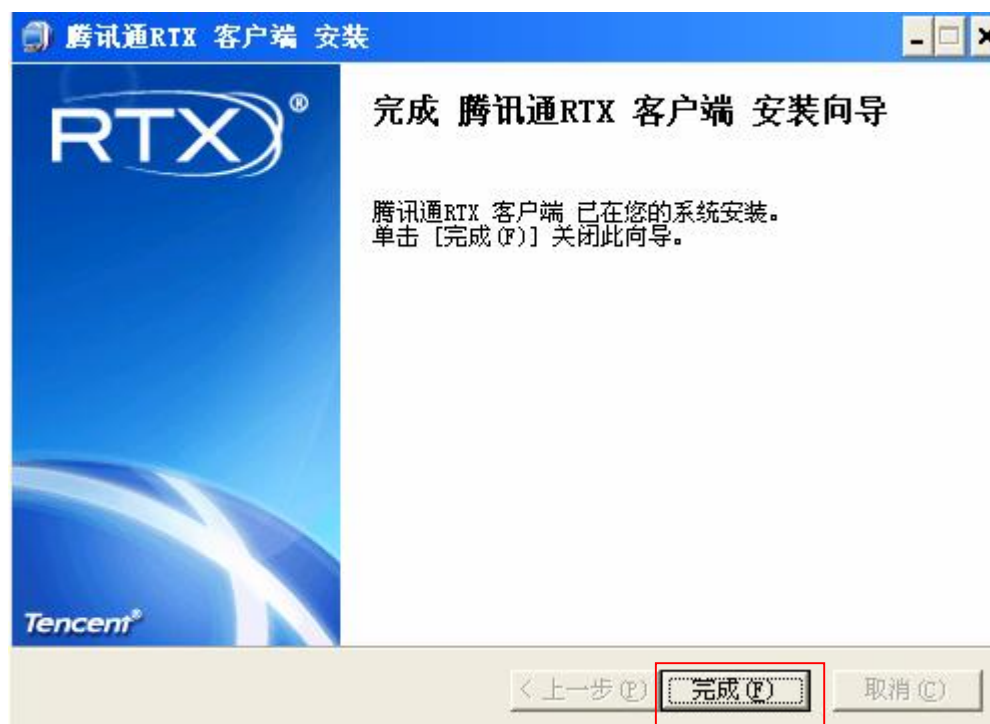 腾讯通RTX 客户端 安装
RTX®
完成 腾讯通RTX 客户端 安装向导
腾讯通RTX 客户端 已在您的系统安装。
单击 [完成(F)] 关闭此向导。
Tencent®
< 上一步(P)
完成(F)
取消(C)